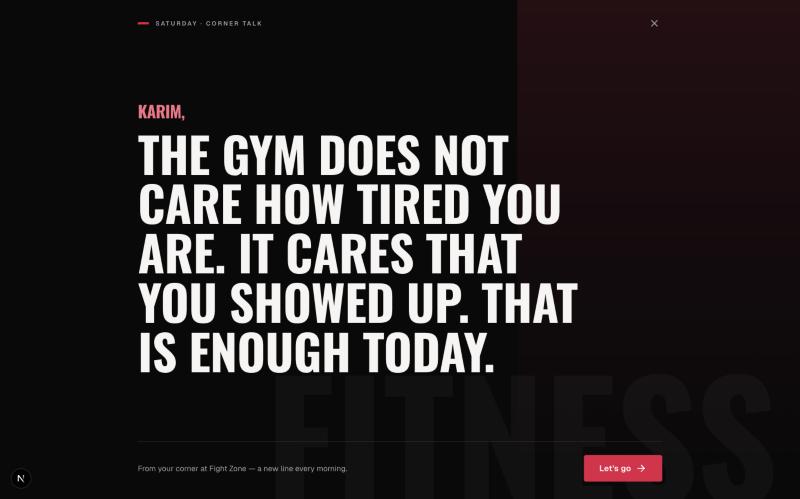 SATURDAY · CORNER TALK
KARIM,
THE GYM DOES NOT
CARE HOW TIRED YOU
ARE. IT CARES THAT
YOU SHOWED UP. THAT
IS ENOUGH TODAY.
FITNESS
From your corner at Fight Zone — a new line every morning.
Let's go →
N